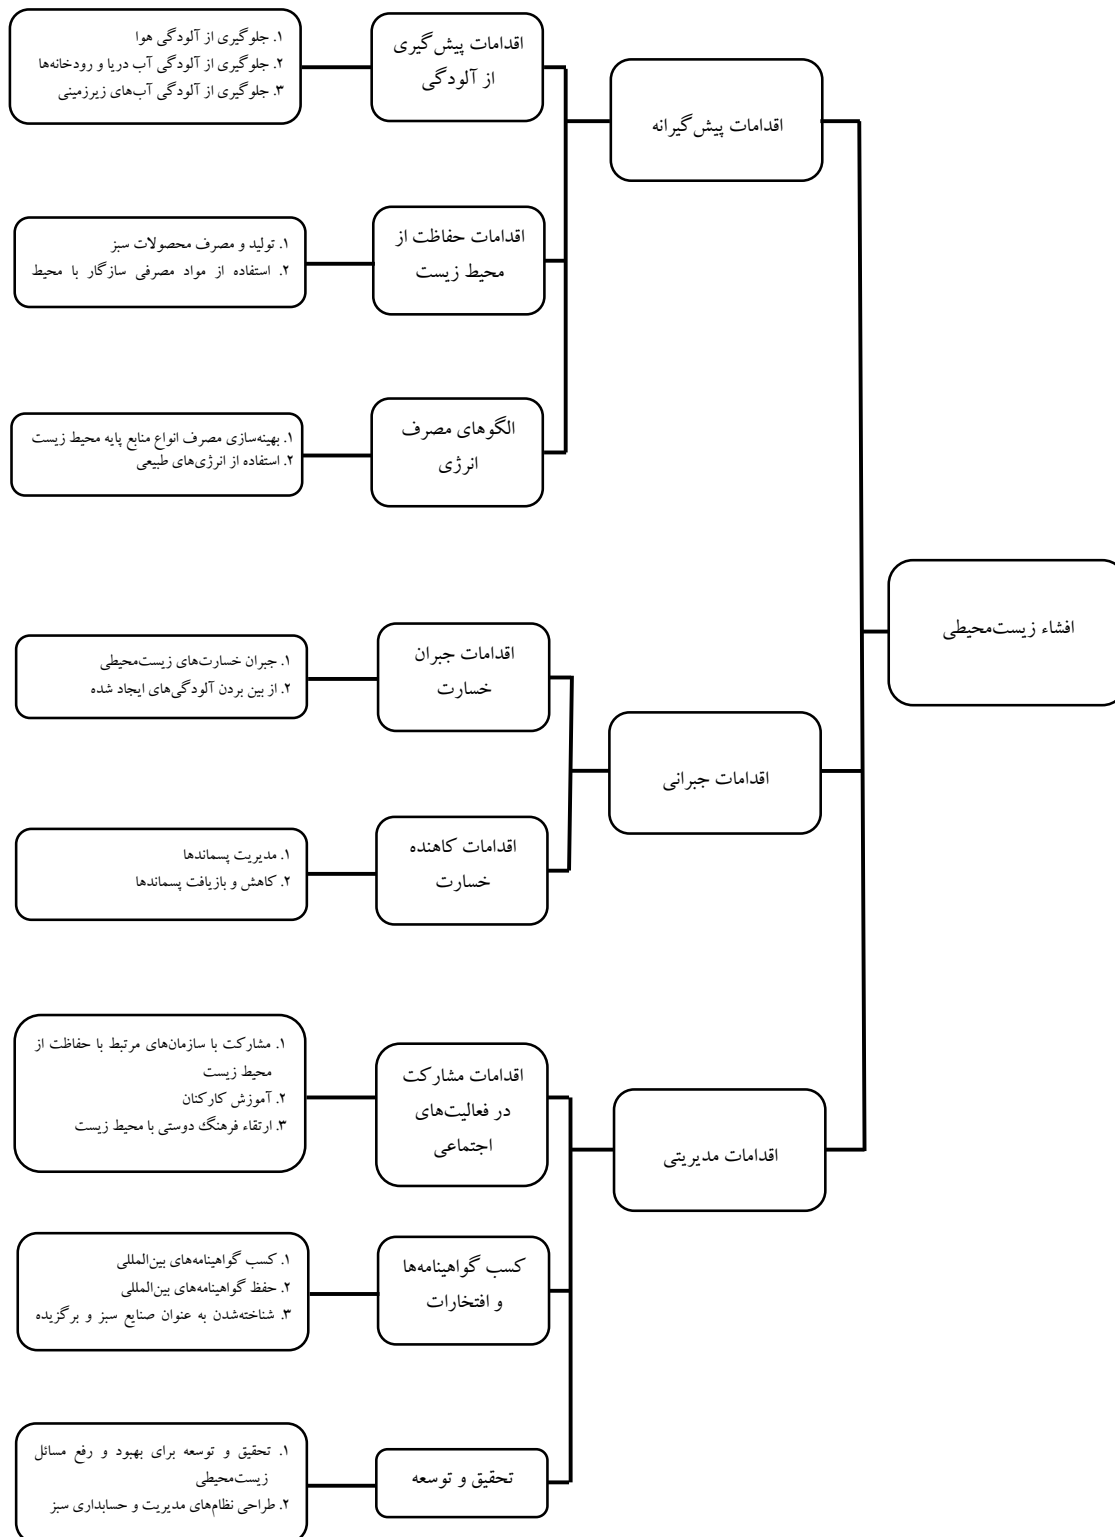 افشاء زیست‌محیطی
اقدامات پیش‌گیرانه
اقدامات پیش‌گیری
از آلودگی
۱. جلوگیری از آلودگی هوا
۲. جلوگیری از آلودگی آب دریا و رودخانه‌ها
۳. جلوگیری از آلودگی آب‌های زیرزمینی
اقدامات حفاظت از
محیط زیست
۱. تولید و مصرف محصولات سبز
۲. استفاده از مواد مصرفی سازگار با محیط
الگوهای مصرف
انرژی
۱. بهینه‌سازی مصرف انواع منابع پایه محیط زیست
۲. استفاده از انرژی‌های طبیعی
اقدامات جبرانی
اقدامات جبران
خسارت
۱. جبران خسارت‌های زیست‌محیطی
۲. از بین بردن آلودگی‌های ایجاد شده
اقدامات کاهنده
خسارت
۱. مدیریت پسماندها
۲. کاهش و بازیافت پسماندها
اقدامات مدیریتی
اقدامات مشارکت
در فعالیت‌های
اجتماعی
۱. مشارکت با سازمان‌های مرتبط با حفاظت از
محیط زیست
۲. آموزش کارکنان
۳. ارتقاء فرهنگ دوستی با محیط زیست
کسب گواهینامه‌ها
و افتخارات
۱. کسب گواهینامه‌های بین‌المللی
۲. حفظ گواهینامه‌های بین‌المللی
۳. شناخته‌شدن به عنوان صنایع سبز و برگزیده
تحقیق و توسعه
۱. تحقیق و توسعه برای بهبود و رفع مسائل
زیست‌محیطی
۲. طراحی نظام‌های مدیریت و حسابداری سبز